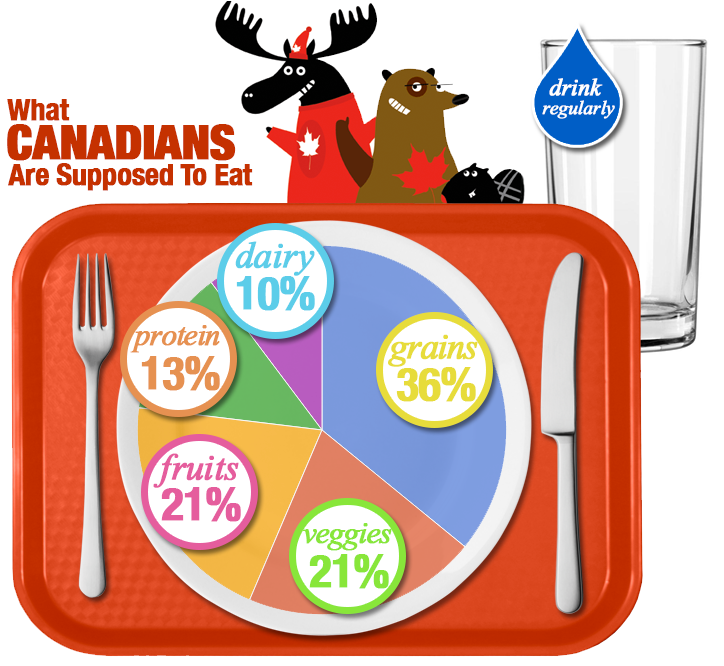 What
CANADIANS
Are Supposed To Eat
drink
regularly
dairy
10%
grains
36%
protein
13%
fruits
21%
veggies
21%